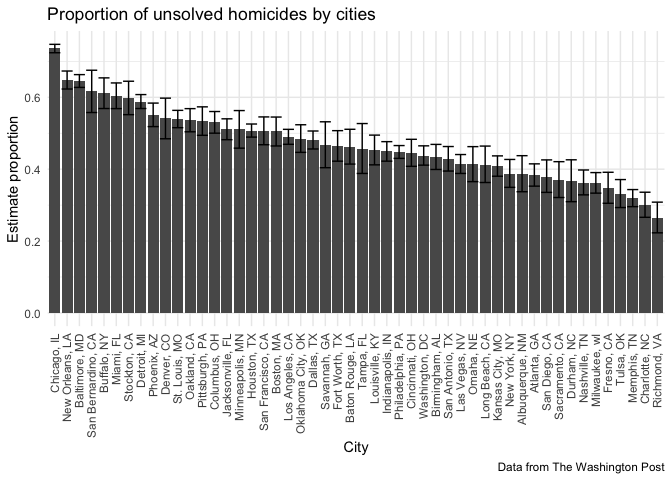 Proportion of unsolved homicides by cities
Estimate proportion
0.6
0.4
0.2
0.0
Chicago, IL
New Orleans, LA
Baltimore, MD
San Bernardino, CA
Buffalo, NY
Miami, FL
Stockton, CA
Detroit, MI
Phoenix, AZ
Denver, CO
St. Louis, MO
Oakland, CA
Pittsburgh, PA
Columbus, OH
Jacksonville, FL
Minneapolis, MN
Houston, TX
San Francisco, CA
Boston, MA
Los Angeles, CA
Oklahoma City, OK
Dallas, TX
Savannah, GA
Fort Worth, TX
Baton Rouge, LA
Tampa, FL
Louisville, KY
Indianapolis, IN
Philadelphia, PA
Cincinnati, OH
Washington, DC
Birmingham, AL
San Antonio, TX
Las Vegas, NV
Omaha, NE
Long Beach, CA
Kansas City, MO
New York, NY
Albuquerque, NM
Atlanta, GA
San Diego, CA
Sacramento, CA
Durham, NC
Nashville, TN
Milwaukee, wI
Fresno, CA
Tulsa, OK
Memphis, TN
Charlotte, NC
Richmond, VA
City
Data from The Washington Post